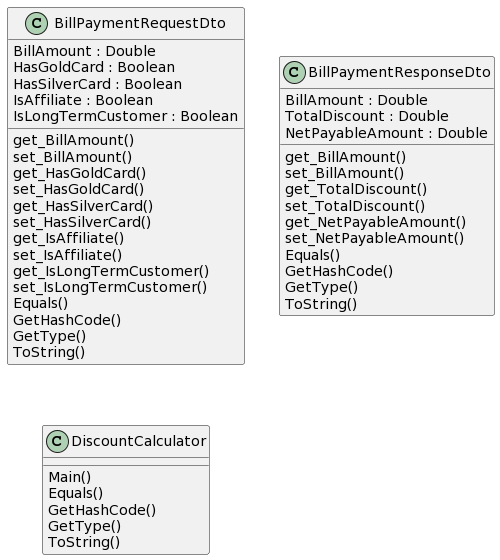 C BillPaymentRequestDto
BillAmount : Double
HasGoldCard : Boolean
HasSilverCard : Boolean
IsAffiliate : Boolean
IsLongTermCustomer : Boolean
get_BillAmount()
set_BillAmount()
get_HasGoldCard()
set_HasGoldCard()
get_HasSilverCard()
set_HasSilverCard()
get_IsAffiliate()
set_IsAffiliate()
get_IsLongTermCustomer()
set_IsLongTermCustomer()
Equals()
GetHashCode()
GetType()
ToString()
C BillPaymentResponseDto
BillAmount : Double
TotalDiscount : Double
NetPayableAmount : Double
get_BillAmount()
set_BillAmount()
get_TotalDiscount()
set_TotalDiscount()
get_NetPayableAmount()
set_NetPayableAmount()
Equals()
GetHashCode()
GetType()
ToString()
C DiscountCalculator
Main()
Equals()
GetHashCode()
GetType()
ToString()